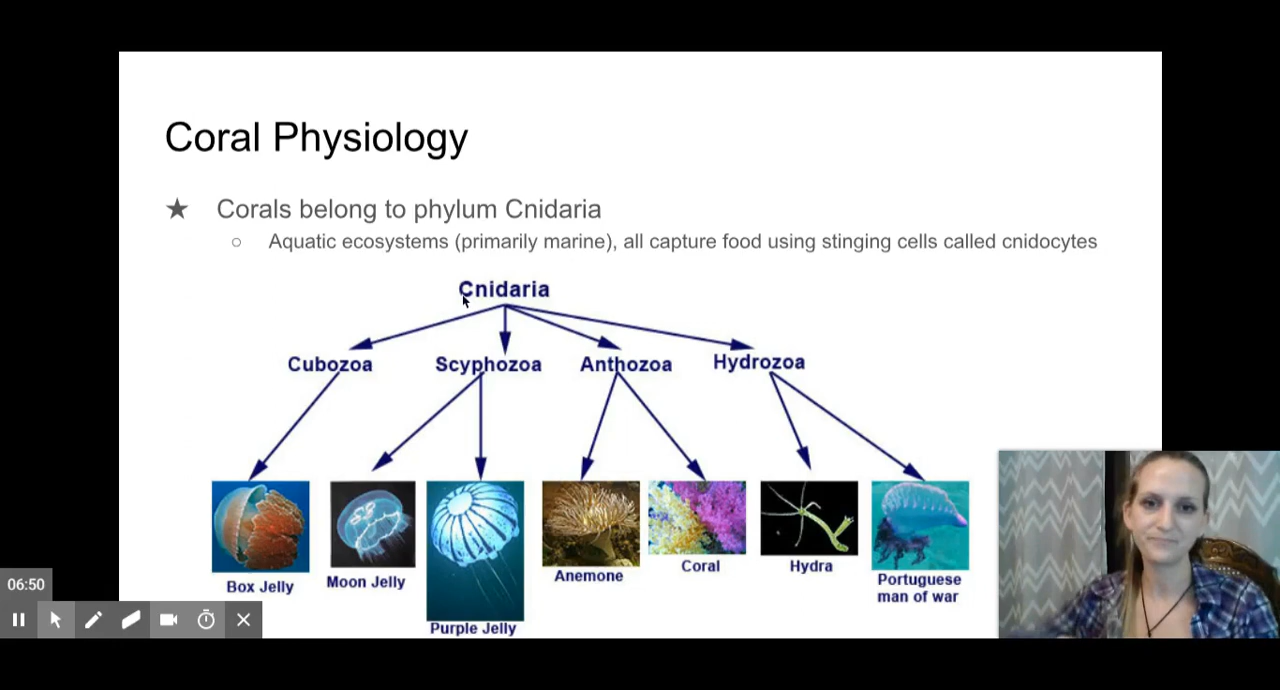 Coral Physiology
★ Corals belong to phylum Cnidaria
○ Aquatic ecosystems (primarily marine), all capture food using stinging cells called cnidocytes
Cnidaria
Cubozoa Scyphozoa Anthozoa Hydrozoa
Box Jelly
Moon Jelly
Purple Jelly
Anemone
Coral
Hydra
Portuguese
man of war
06:50